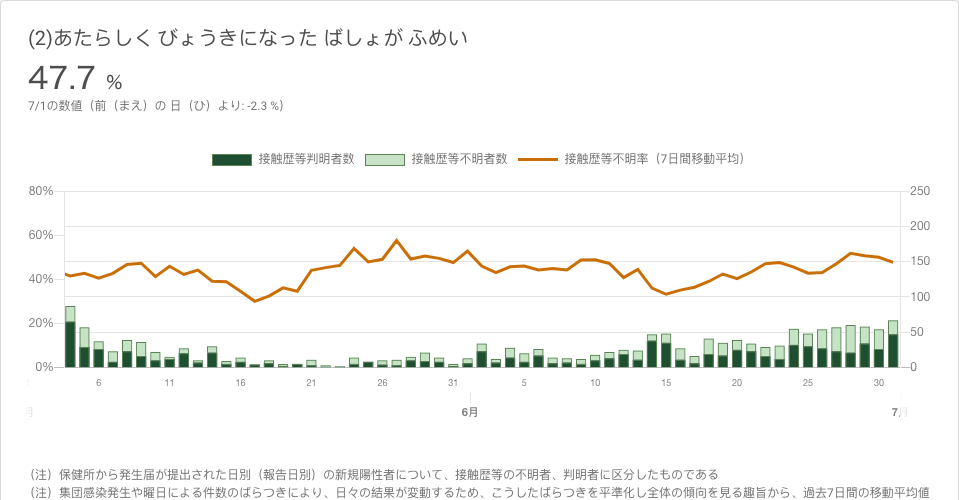 (2)あたらしく びょうきになった ばしょが ふめい
47.7 %
7/1の数値（前（まえ）の 日（ひ）より: -2.3 %）
接触歴等判明者数 接触歴等不明者数 接触歴等不明率（7日間移動平均）
80% 250
200
60%
150
40%
100
20%
50
0% 0
6 11 16 21 26 31 5 10 15 20 25 30
月 6月 7月
（注）保健所から発生届が提出された日別（報告日別）の新規陽性者について、接触歴等の不明者、判明者に区分したものである
（注）集団感染発生や曜日による件数のばらつきにより、日々の結果が変動するため、こうしたばらつきを平準化し全体の傾向を見る趣旨から、過去7日間の移動平均値